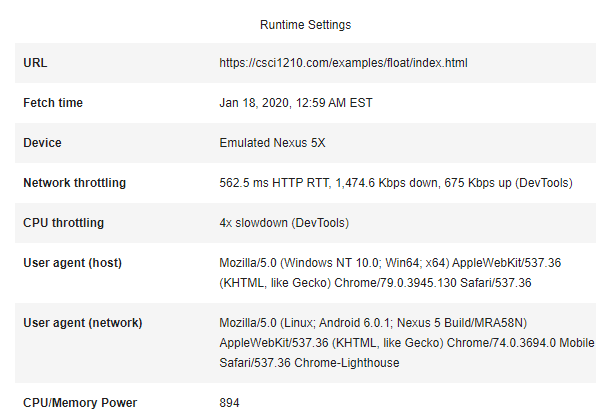 Runtime Settings
URL https://csci1210.com/examples/float/index.html
Fetch time Jan 18, 2020, 12:59 AM EST
Device Emulated Nexus 5X
Network throttling 562.5 ms HTTP RTT, 1,474.6 Kbps down, 675 Kbps up (DevTools)
CPU throttling 4x slowdown (DevTools)
User agent (host) Mozilla/5.0 (Windows NT 10.0; Win64; x64) AppleWebKit/537.36
(KHTML, like Gecko) Chrome/79.0.3945.130 Safari/537.36
User agent (network) Mozilla/5.0 (Linux; Android 6.0.1; Nexus 5 Build/MRA58N)
AppleWebKit/537.36 (KHTML, like Gecko) Chrome/74.0.3694.0 Mobile
Safari/537.36 Chrome-Lighthouse
CPU/Memory Power 894